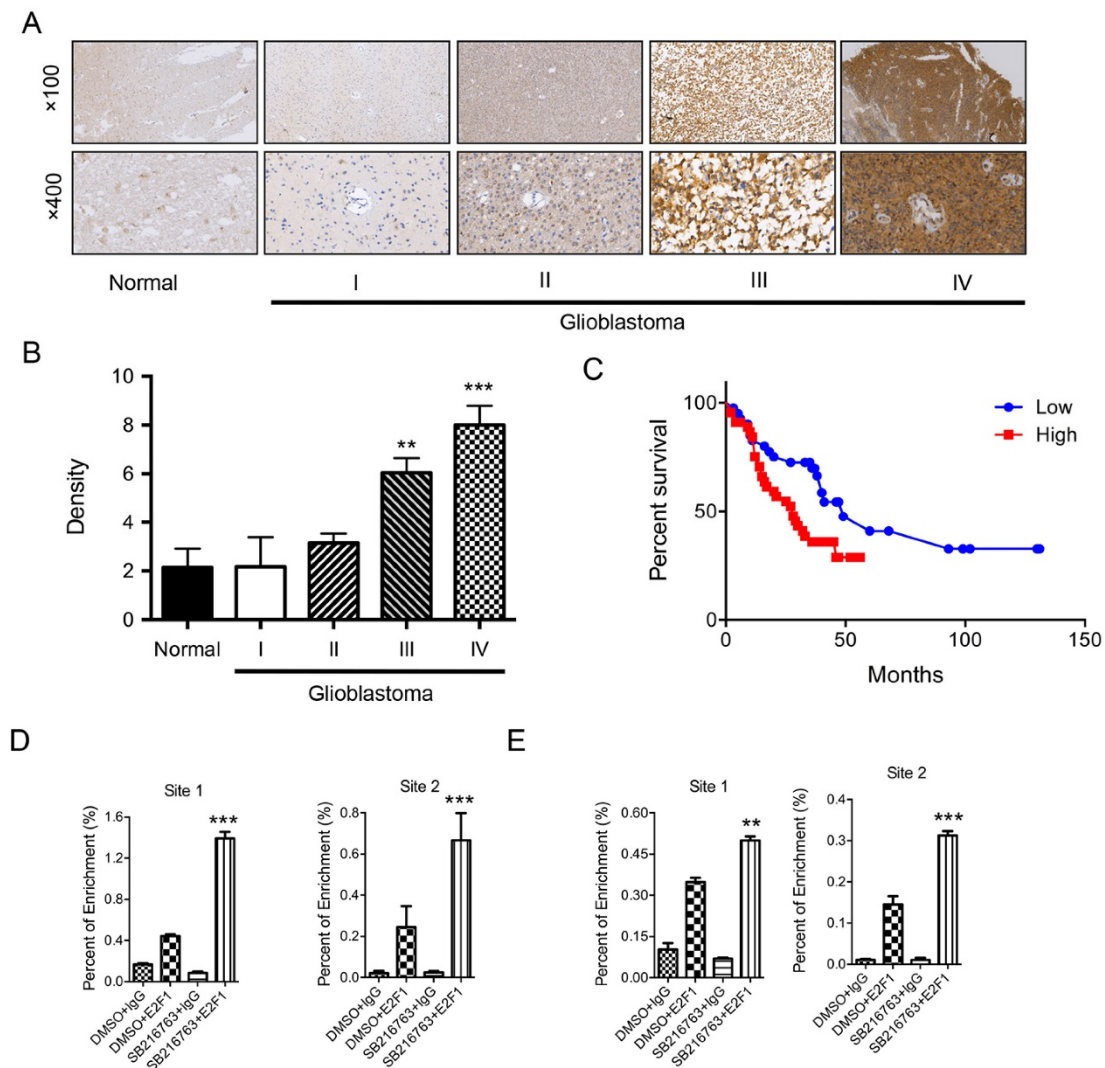 A
×100
×400
Normal
I
II
III
IV
Glioblastoma
B
Density
10
8
6
4
2
0
**
***
Normal
I
II
III
IV
Glioblastoma
C
Percent survival
100
50
0
0
50
100
150
Months
Low
High
D
Site 1
Percent of Enrichment (%)
1.6
1.2
0.8
0.4
0.0
***
DMSO+IgG
DMSO+E2F1
SB216763+IgG
SB216763+E2F1
Site 2
Percent of Enrichment (%)
0.8
0.6
0.4
0.2
0.0
***
DMSO+IgG
DMSO+E2F1
SB216763+IgG
SB216763+E2F1
E
Site 1
Percent of Enrichment (%)
0.60
0.45
0.30
0.15
0.00
**
DMSO+IgG
DMSO+E2F1
SB216763+IgG
SB216763+E2F1
Site 2
Percent of Enrichment (%)
0.4
0.3
0.2
0.1
0.0
***
DMSO+IgG
DMSO+E2F1
SB216763+IgG
SB216763+E2F1